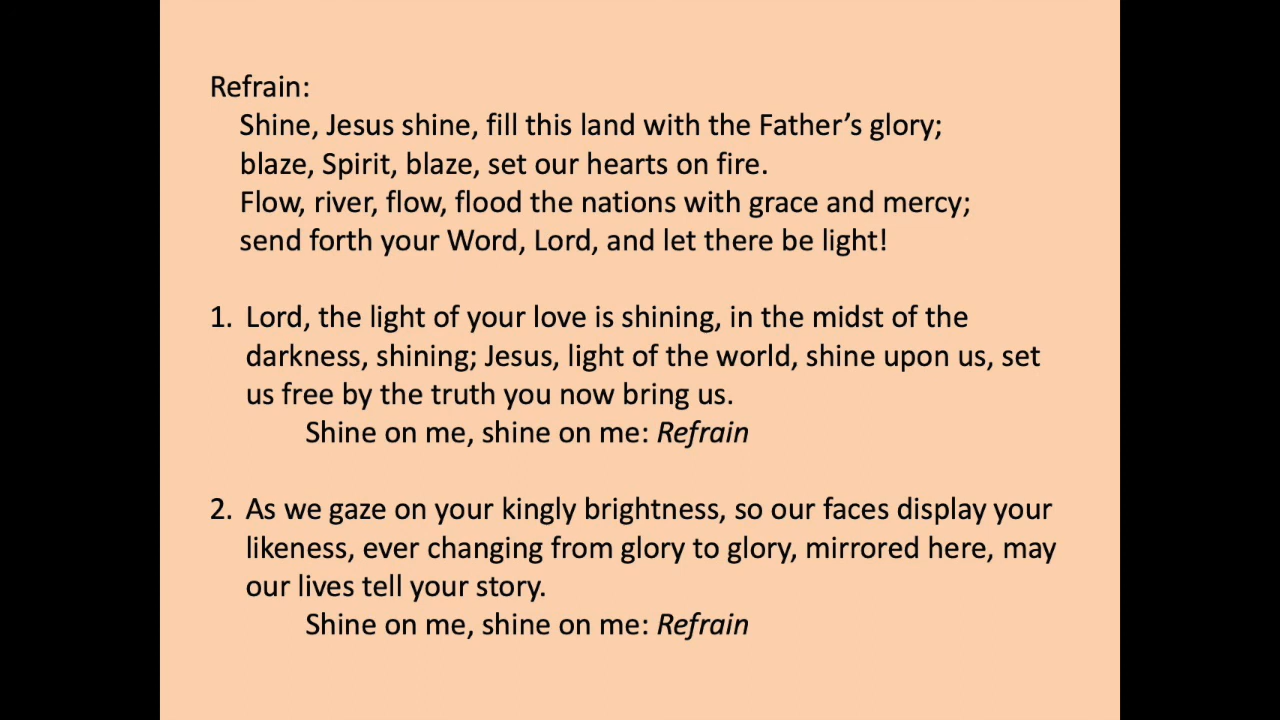 Refrain:
Shine, Jesus shine, fill this land with the Father’s glory;
blaze, Spirit, blaze, set our hearts on fire.
Flow, river, flow, flood the nations with grace and mercy;
send forth your Word, Lord, and let there be light!
1. Lord, the light of your love is shining, in the midst of the
darkness, shining; Jesus, light of the world, shine upon us, set
us free by the truth you now bring us.
Shine on me, shine on me: Refrain
2. As we gaze on your kingly brightness, so our faces display your
likeness, ever changing from glory to glory, mirrored here, may
our lives tell your story.
Shine on me, shine on me: Refrain